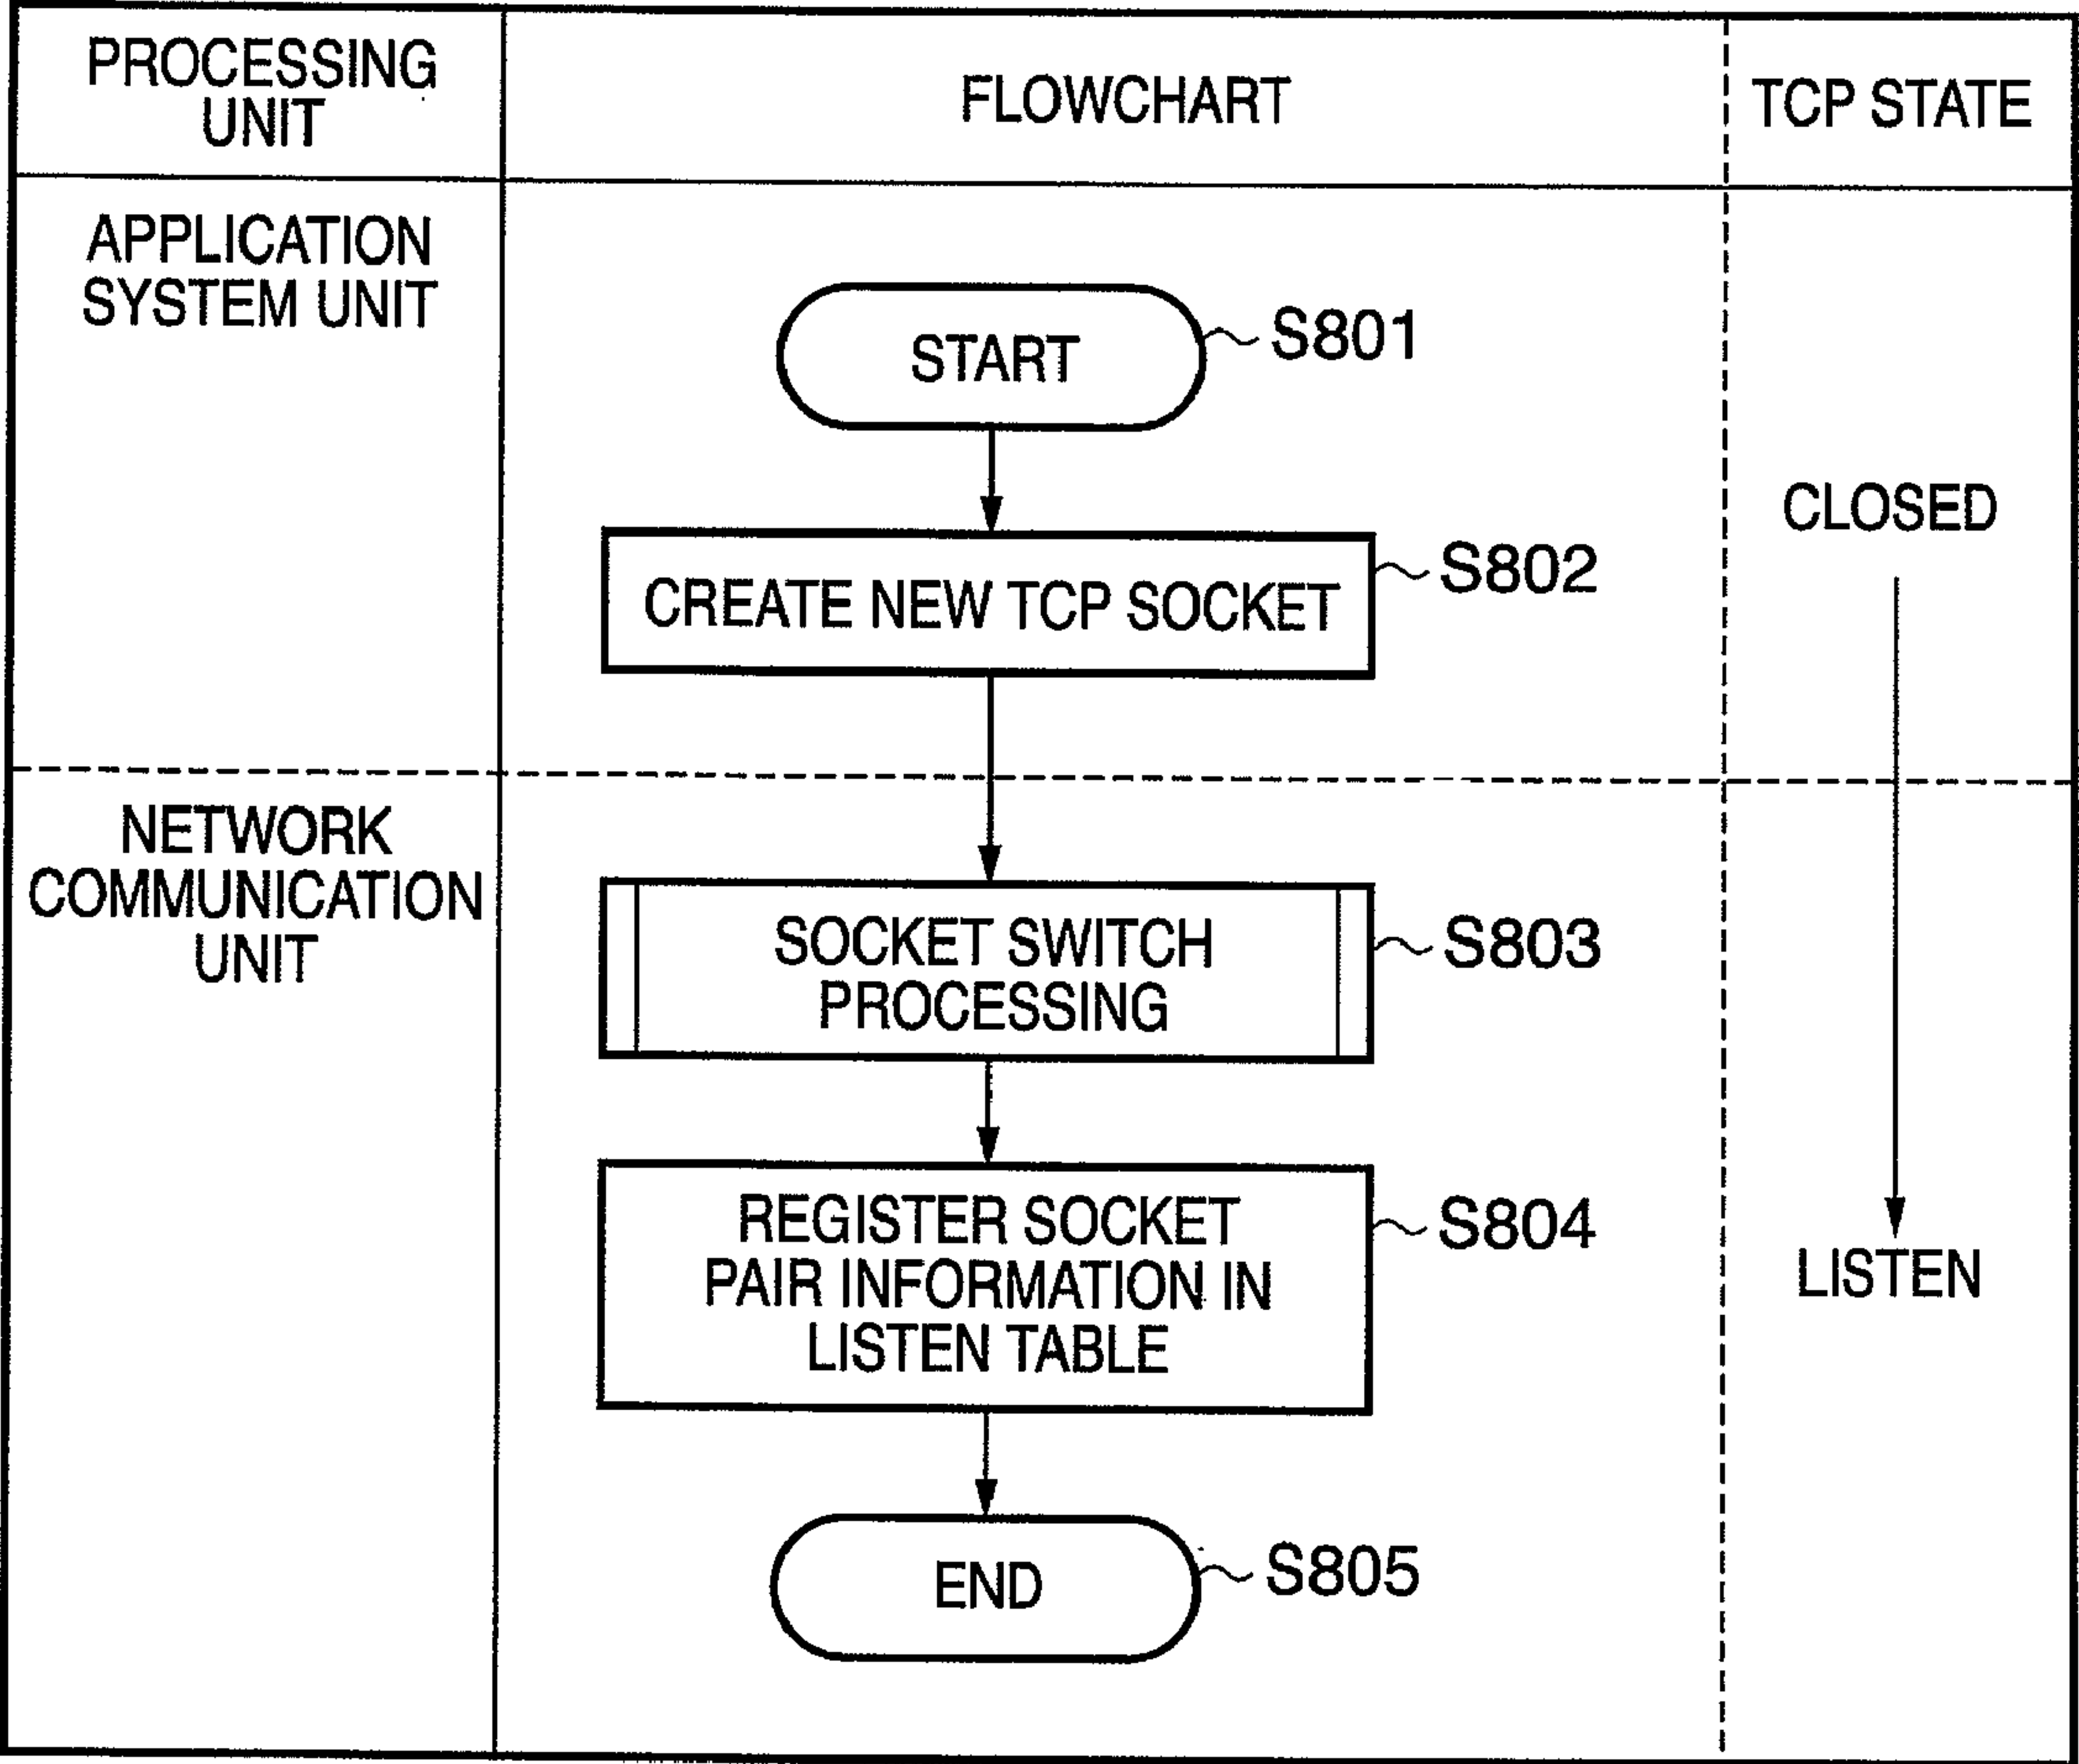 PROCESSING
UNIT
FLOWCHART
TCP STATE
APPLICATION
SYSTEM UNIT
START
S801
CLOSED
CREATE NEW TCP SOCKET
S802
NETWORK
COMMUNICATION
UNIT
SOCKET SWITCH
PROCESSING
S803
REGISTER SOCKET
PAIR INFORMATION IN
LISTEN TABLE
S804
LISTEN
END
S805